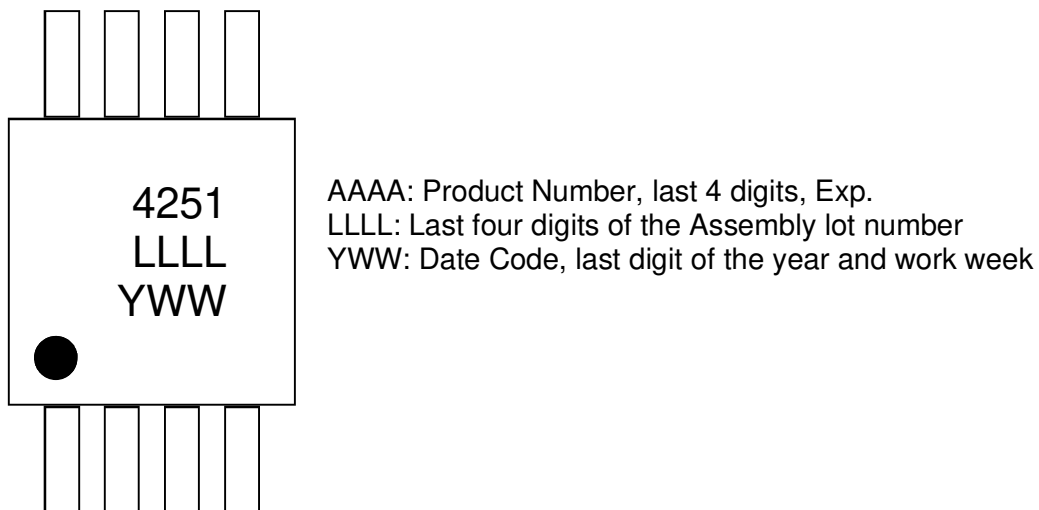 4251
LLLL
YWW
AAAA: Product Number, last 4 digits, Exp.
LLLL: Last four digits of the Assembly lot number
YWW: Date Code, last digit of the year and work week